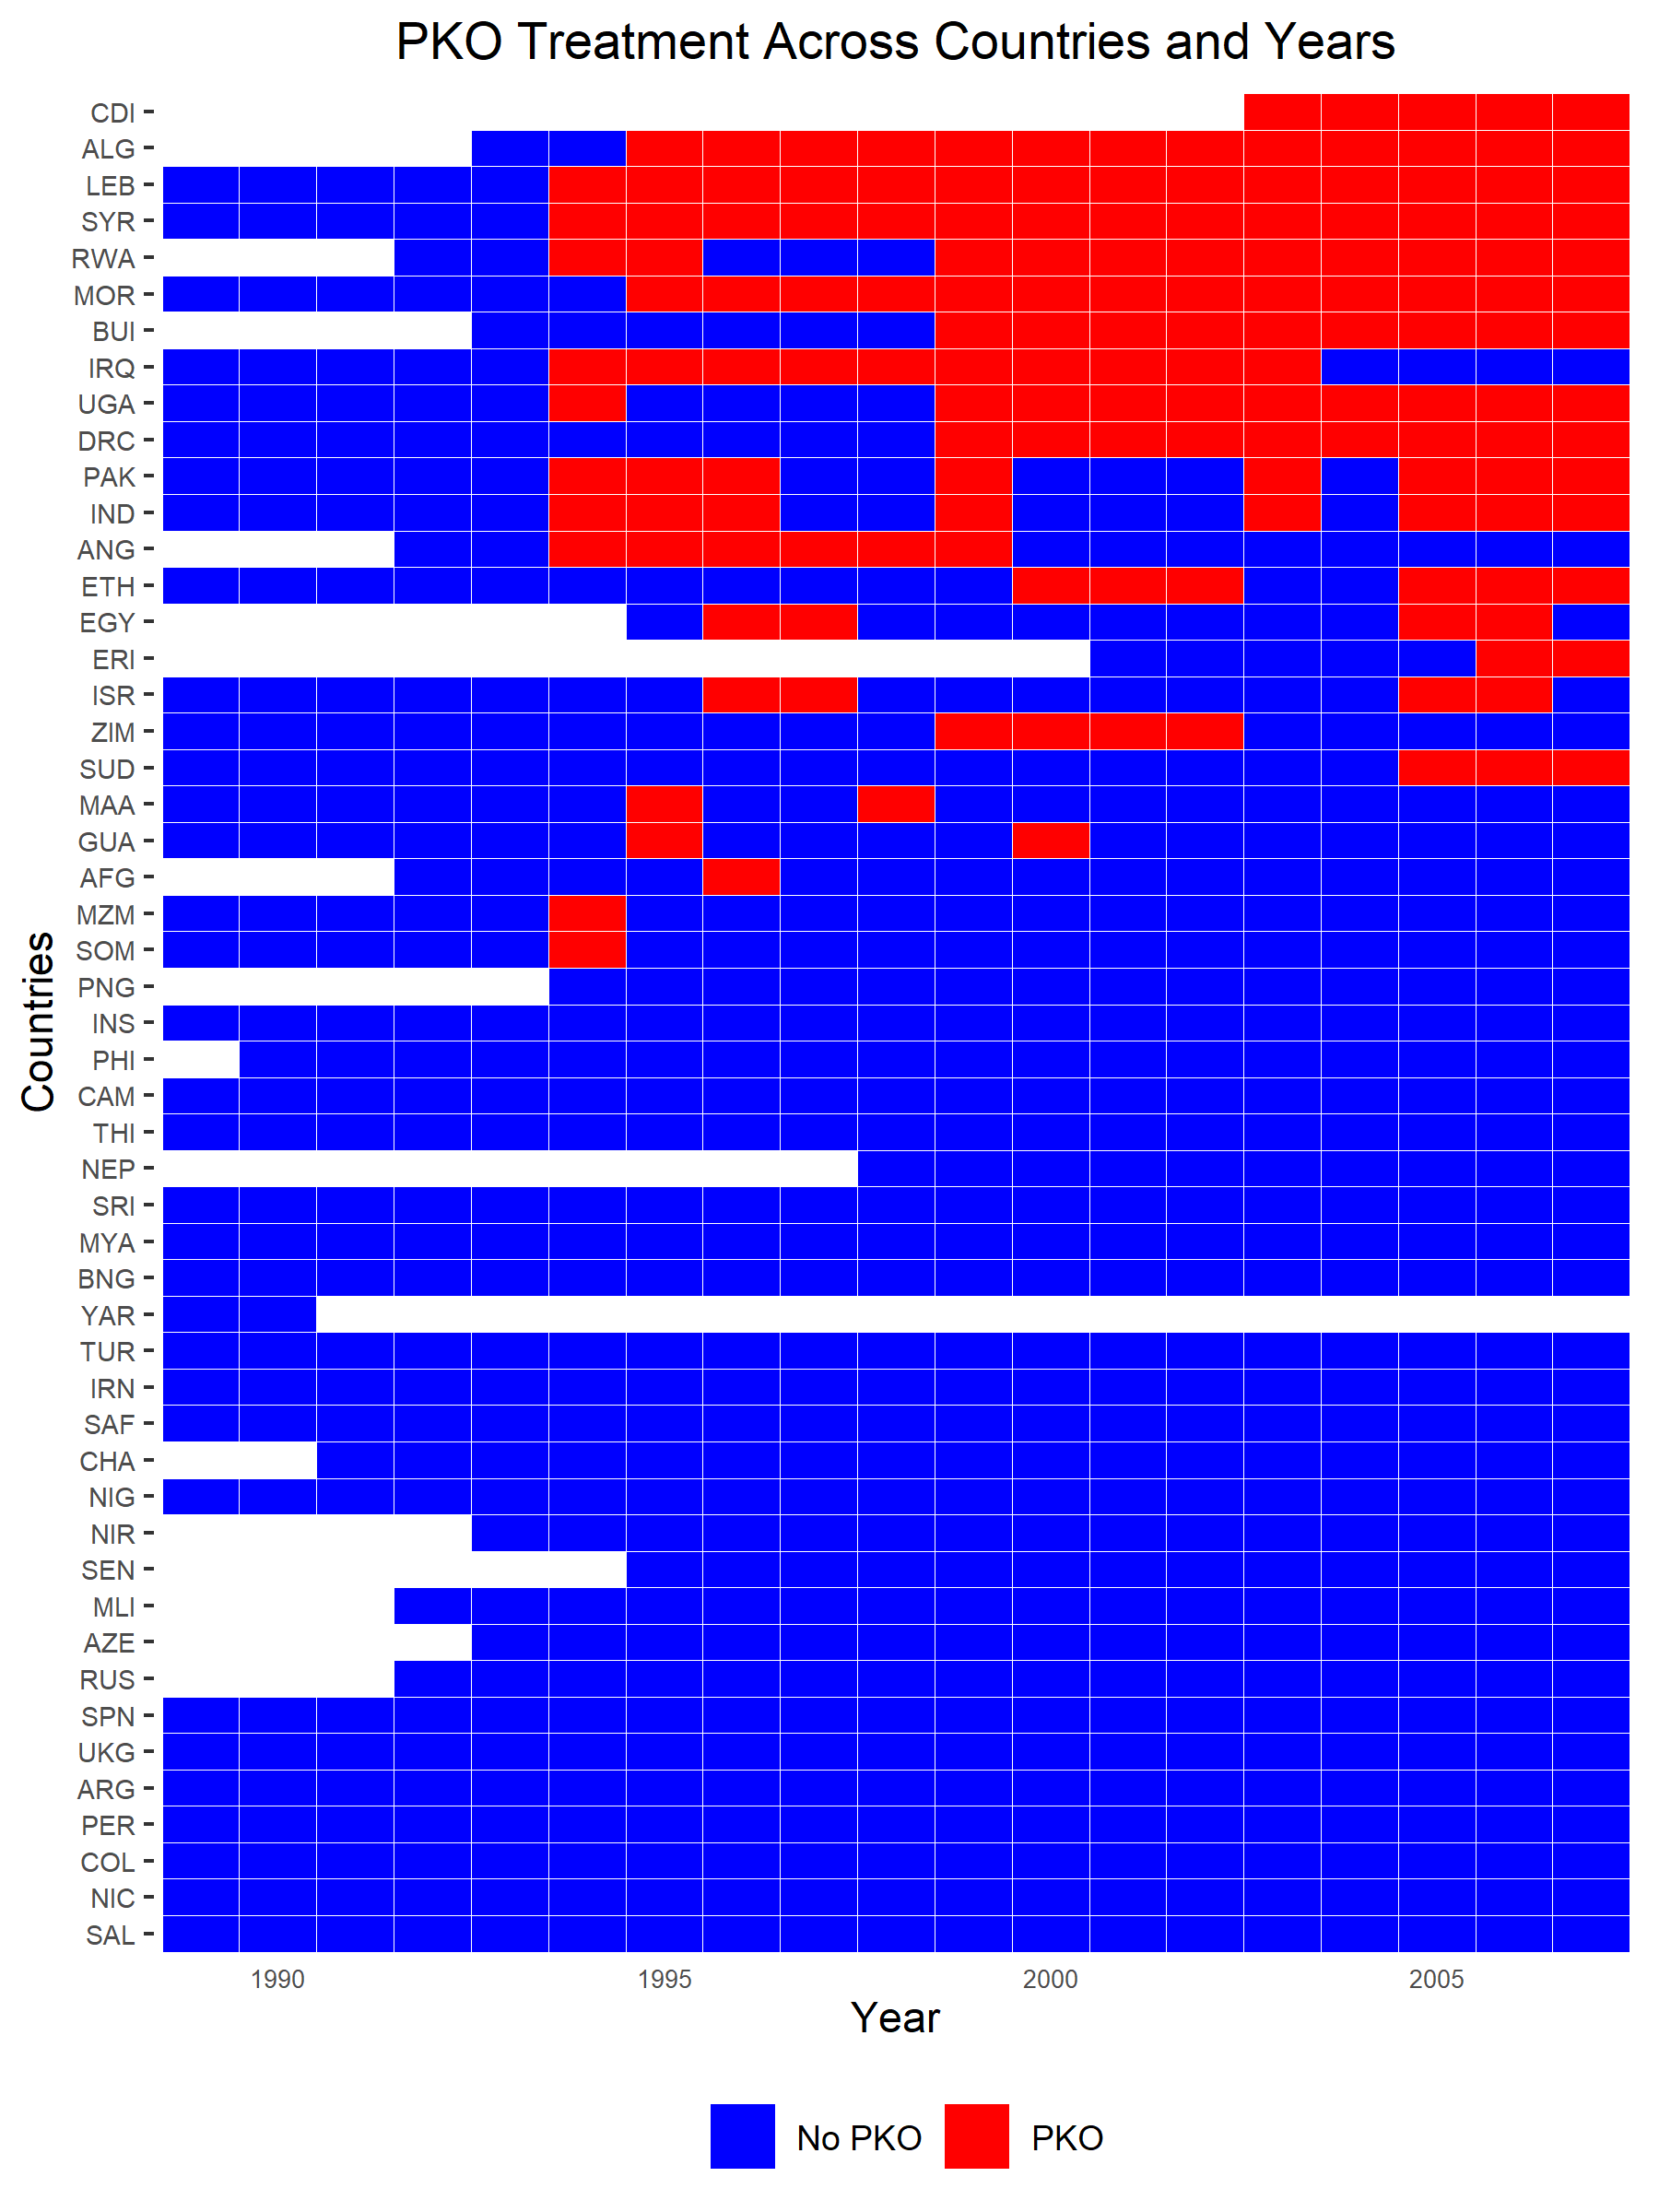 PKO Treatment Across Countries and Years
CDI
ALG
LEB
SYR
RWA
MOR
BUI
IRQ
UGA
DRC
PAK
IND
ANG
ETH
EGY
ERI
ISR
ZIM
SUD
MAA
GUA
AFG
MZM
SOM
PNG
INS
PHI
CAM
THI
NEP
SRI
MYA
BNG
YAR
TUR
IRN
SAF
CHA
NIG
NIR
SEN
MLI
AZE
RUS
SPN
UKG
ARG
PER
COL
NIC
SAL
Countries
1990 1995 2000 2005
Year
No PKO PKO